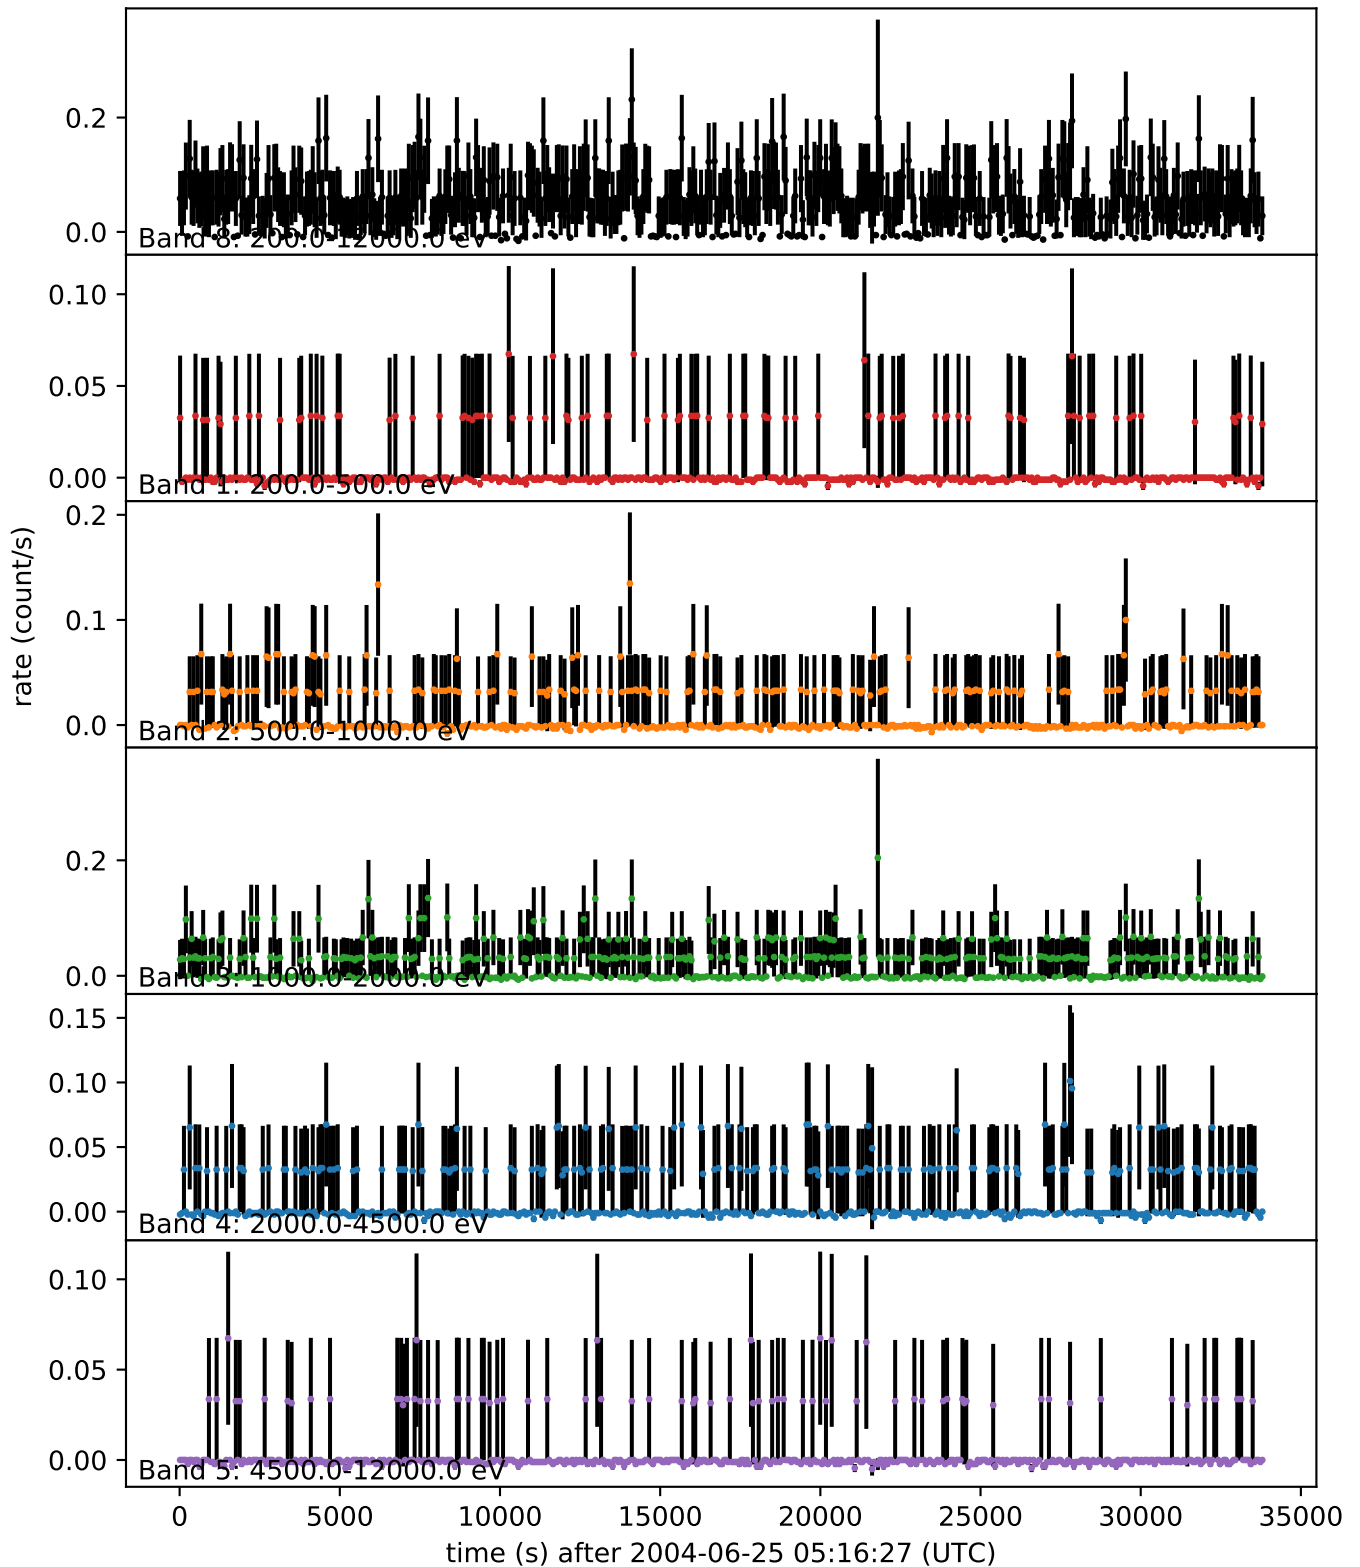 0.2
0.0
Band 8: 200.0-12000.0 eV
0.10
0.05
0.00
Band 1: 200.0-500.0 eV
0.2
0.1
0.0
Band 2: 500.0-1000.0 eV
rate (count/s)
0.2
0.0
Band 3: 1000.0-2000.0 eV
0.15
0.10
0.05
0.00
Band 4: 2000.0-4500.0 eV
0.10
0.05
0.00
Band 5: 4500.0-12000.0 eV
0 5000 10000 15000 20000 25000 30000 35000
time (s) after 2004-06-25 05:16:27 (UTC)